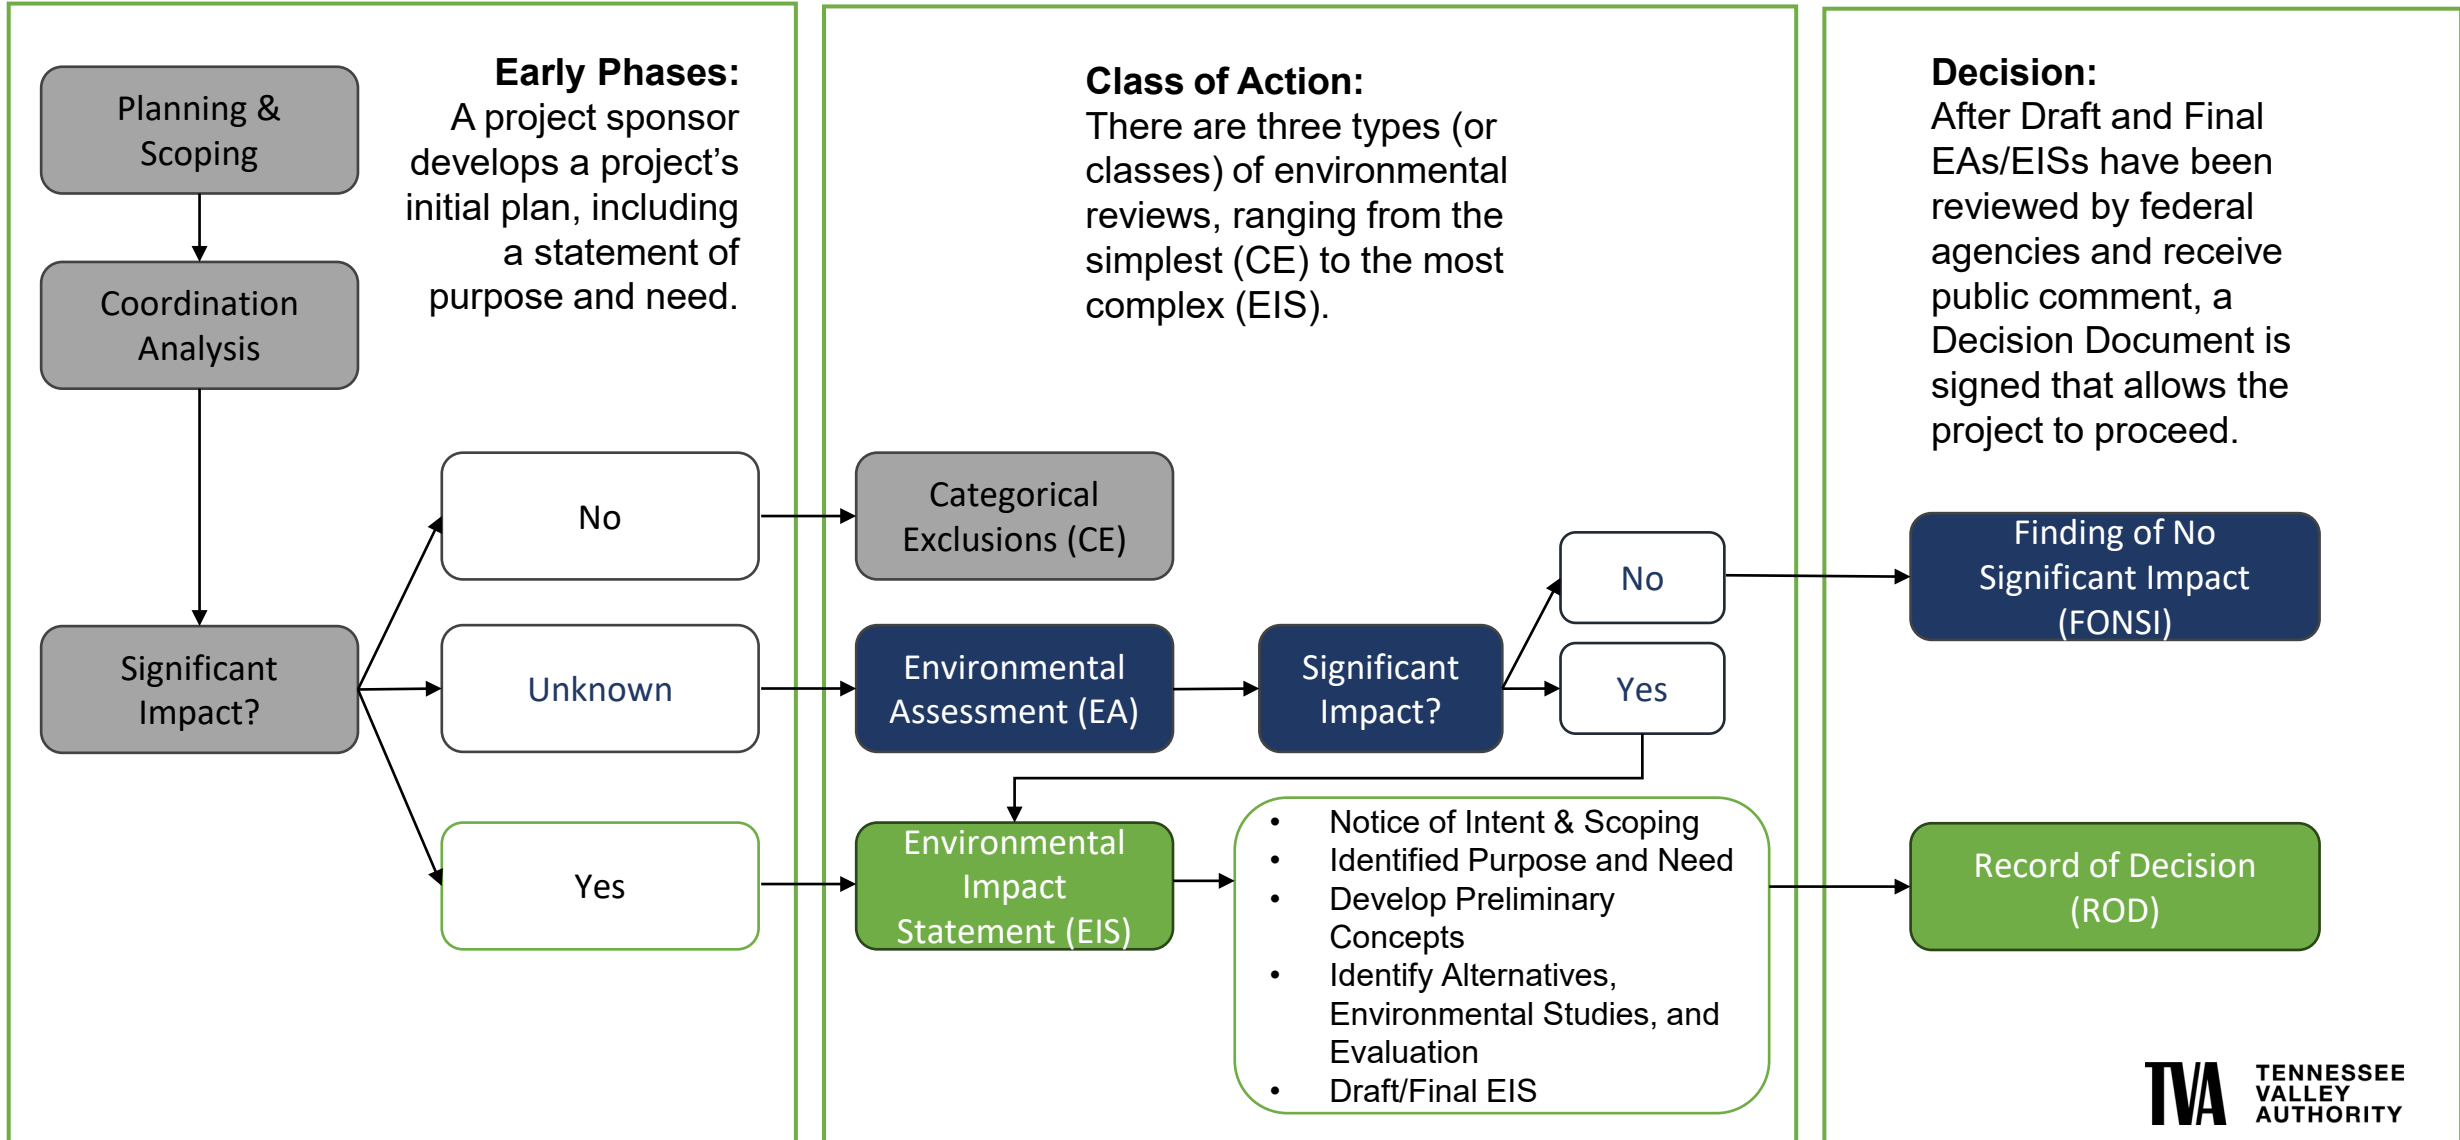 Early Phases:
A project sponsor
develops a project’s
initial plan, including
a statement of
purpose and need.
Planning &
Scoping
Coordination
Analysis
Significant
Impact?
No
Unknown
Yes
Class of Action:
There are three types (or
classes) of environmental
reviews, ranging from the
simplest (CE) to the most
complex (EIS).
Categorical
Exclusions (CE)
Environmental
Assessment (EA)
Significant
Impact?
No
Yes
Environmental
Impact
Statement (EIS)
• Notice of Intent & Scoping
• Identified Purpose and Need
• Develop Preliminary
Concepts
• Identify Alternatives,
Environmental Studies, and
Evaluation
• Draft/Final EIS
Decision:
After Draft and Final
EAs/EISs have been
reviewed by federal
agencies and receive
public comment, a
Decision Document is
signed that allows the
project to proceed.
Finding of No
Significant Impact
(FONSI)
Record of Decision
(ROD)
TVA
TENNESSEE
VALLEY
AUTHORITY